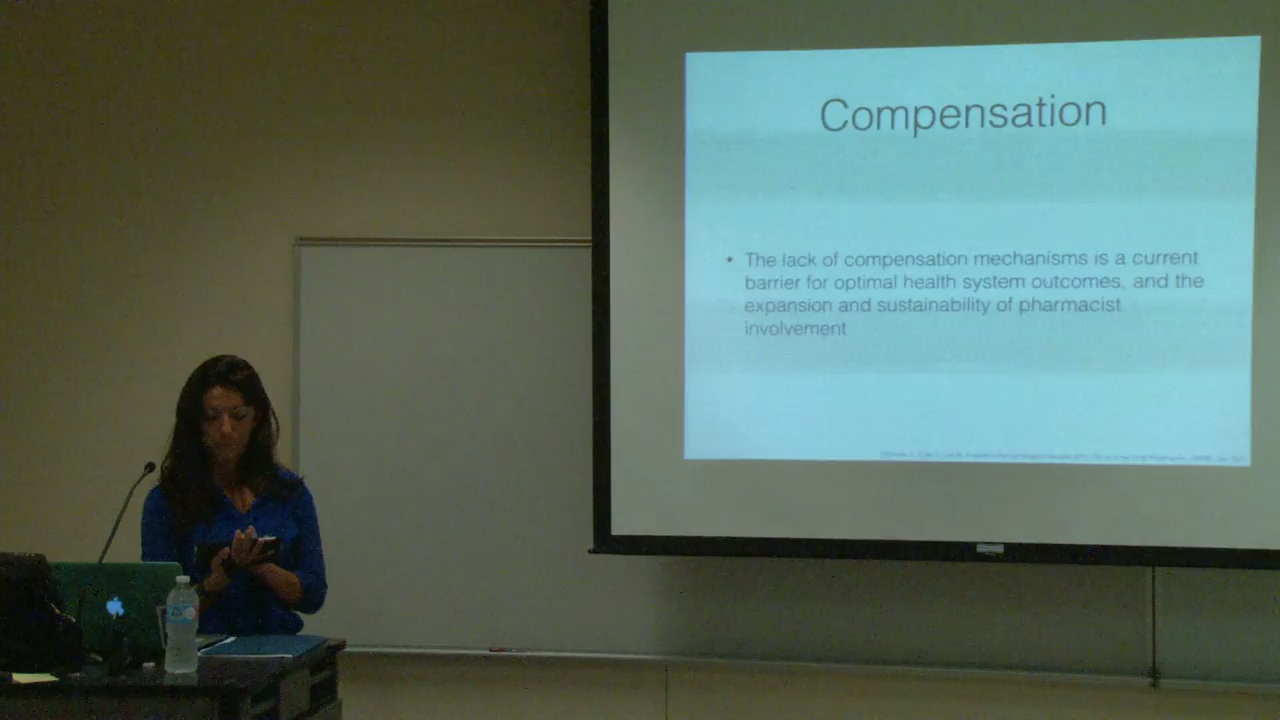 Compensation
• The lack of compensation mechanisms is a current
barrier for optimal health system outcomes, and the
expansion and sustainability of pharmacist
involvement